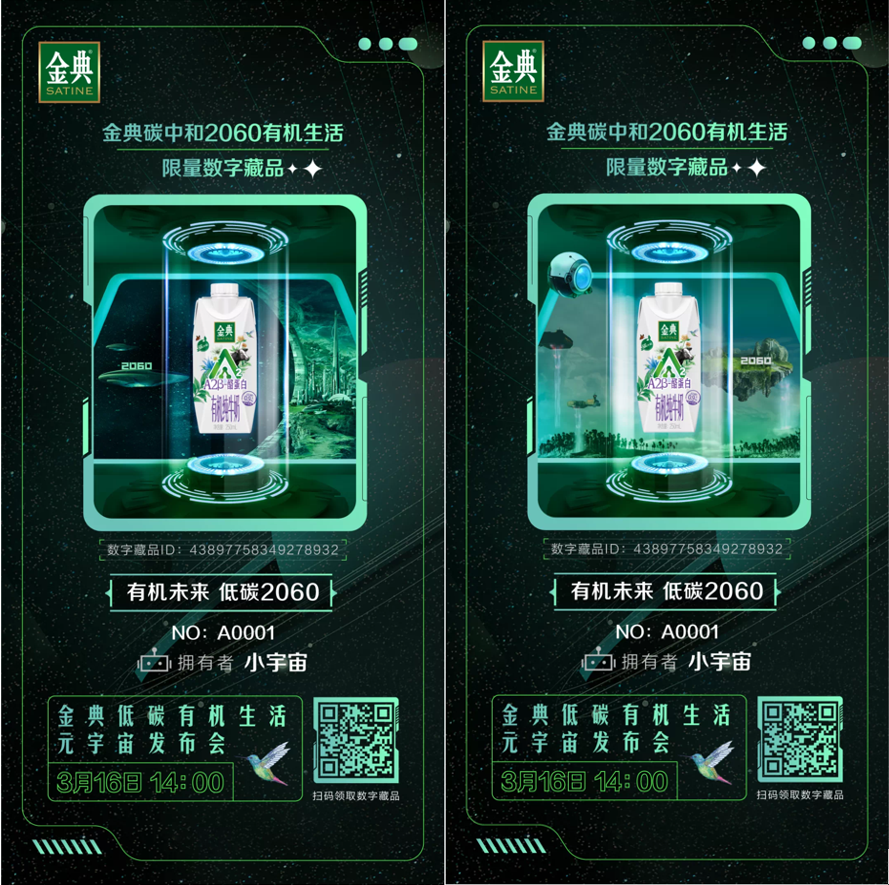 金典®
SATINE
金典碳中和2060有机生活
限量数字藏品
2060
金典
A2
A2β-酪蛋白
有机纯牛奶
数字藏品ID：43897758349278932
有机未来 低碳2060
NO：A0001
拥有者 小宇宙
金典低碳有机生活
元宇宙发布会
3月16日 14：00
扫码领取数字藏品
金典®
SATINE
金典碳中和2060有机生活
限量数字藏品
2060
金典
A2
A2β-酪蛋白
有机纯牛奶
数字藏品ID：43897758349278932
有机未来 低碳2060
NO：A0001
拥有者 小宇宙
金典低碳有机生活
元宇宙发布会
3月16日 14：00
扫码领取数字藏品